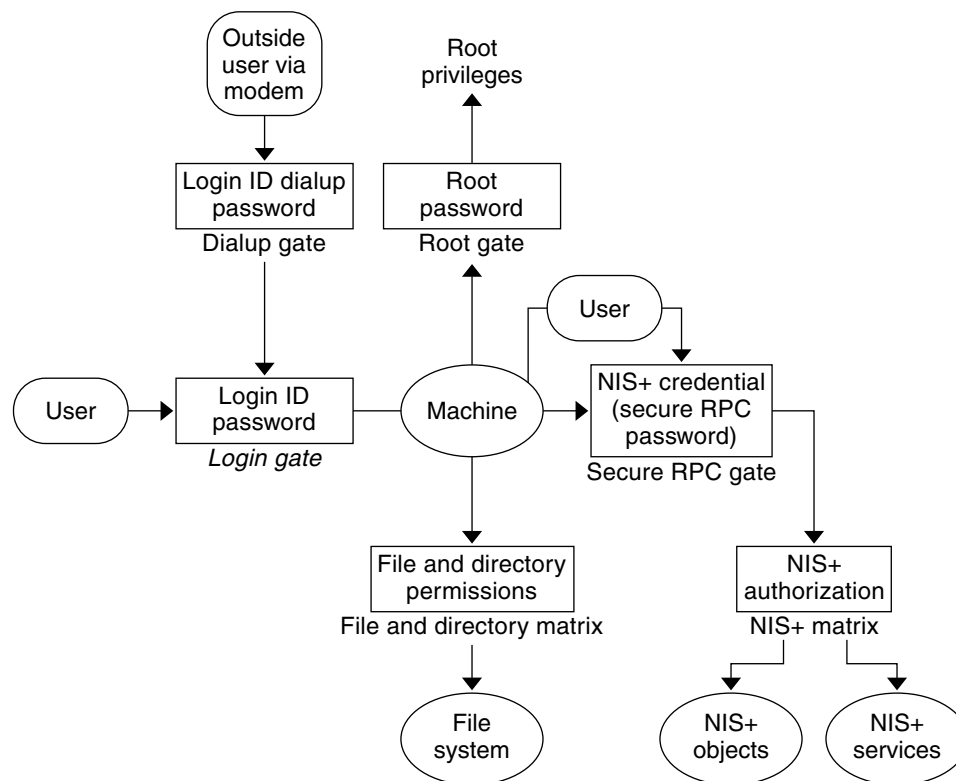 Outside
user via
modem
Root
privileges
Login ID dialup
password
Dialup gate
Root
password
Root gate
User
User
Login ID
password
Login gate
Machine
NIS+ credential
(secure RPC
password)
Secure RPC gate
File and directory
permissions
File and directory matrix
NIS+
authorization
NIS+ matrix
File
system
NIS+
objects
NIS+
services